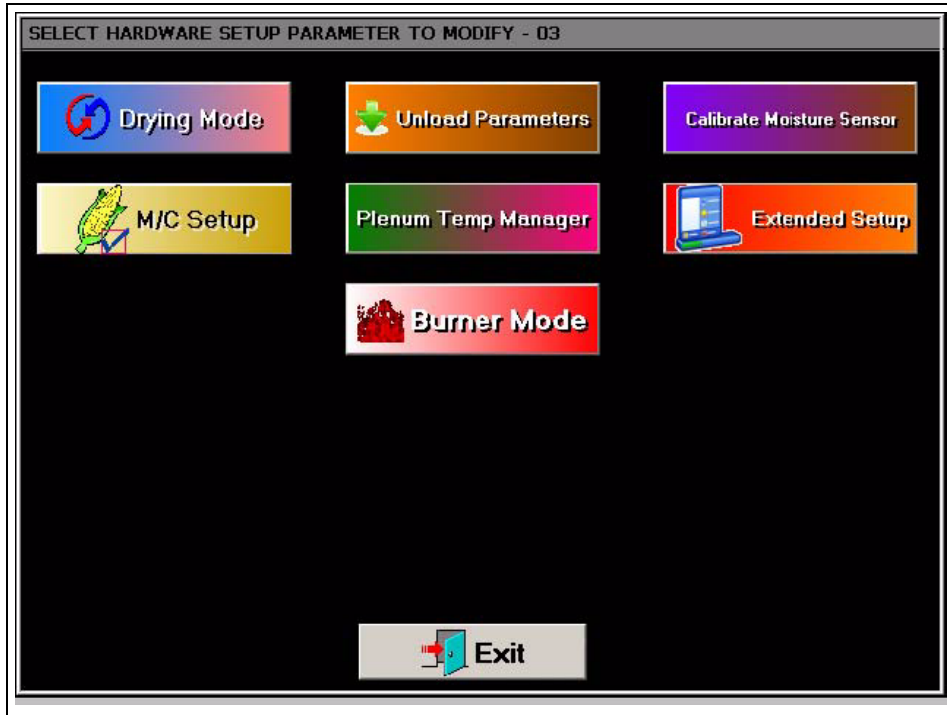 SELECT HARDWARE SETUP PARAMETER TO MODIFY - 03
Drying Mode
Unload Parameters
Calibrate Moisture Sensor
M/C Setup
Plenum Temp Manager
Extended Setup
Burner Mode
Exit